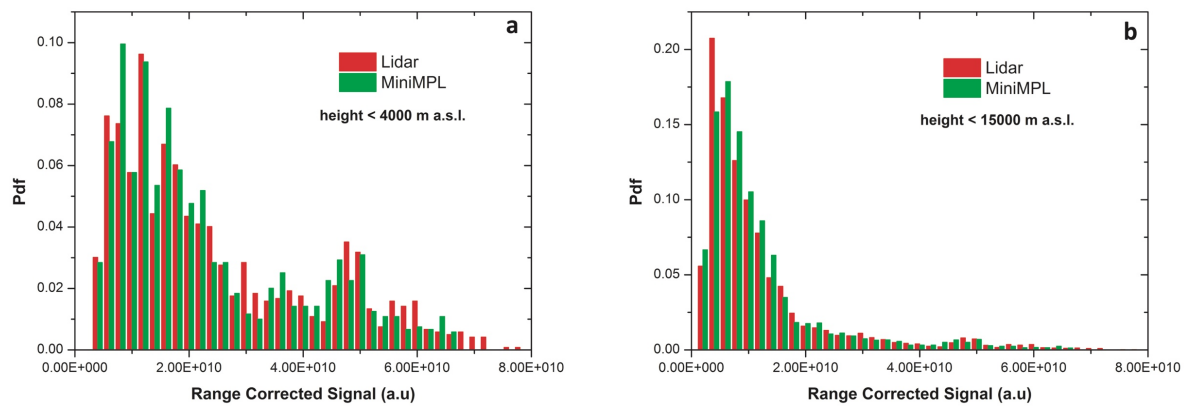 a
0.10
0.08
0.06
0.04
0.02
0.00
Pdf
Lidar
MiniMPL
height < 4000 m a.s.l.
0.00E+0000 2.00E+010 4.00E+010 6.00E+010 8.00E+010
Range Corrected Signal (a.u)
b
0.20
0.15
0.10
0.05
0.00
Pdf
Lidar
MiniMPL
height < 15000 m a.s.l.
0.00E+0000 2.00E+010 4.00E+010 6.00E+010 8.00E+010
Range Corrected Signal (a.u)